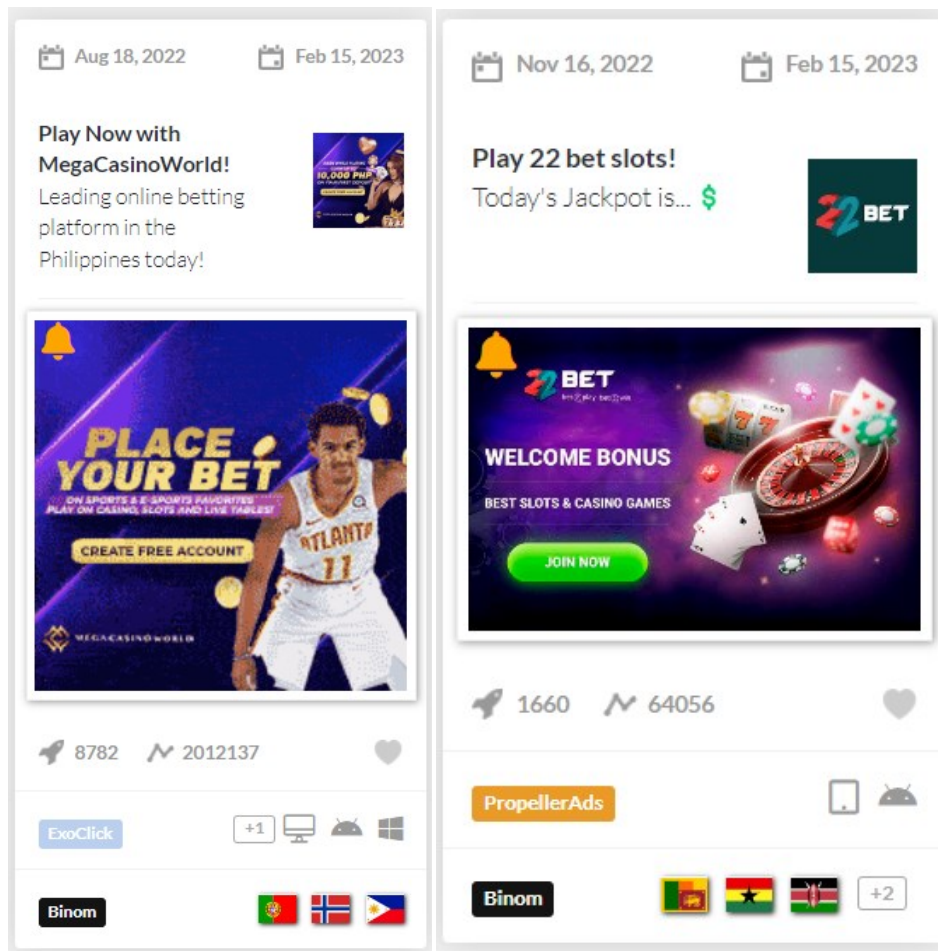 Aug 18, 2022
Feb 15, 2023
Play Now with
MegaCasinoWorld!
Leading online betting
platform in the
Philippines today!
10,000 PHP
PLACE
YOUR BET
ON SPORTS & E-SPORTS FAVORITES
PLAY ON CASINO, SLOTS AND LIVE TABLES!
CREATE FREE ACCOUNT
ATLANTA
11
MEGACASINOWORLD
8782
2012137
ExoClick
+1
Binom
Nov 16, 2022
Feb 15, 2023
Play 22 bet slots!
Today's Jackpot is... $
22 BET
22 BET
WELCOME BONUS
BEST SLOTS & CASINO GAMES
JOIN NOW
1660
64056
PropellerAds
Binom
+2